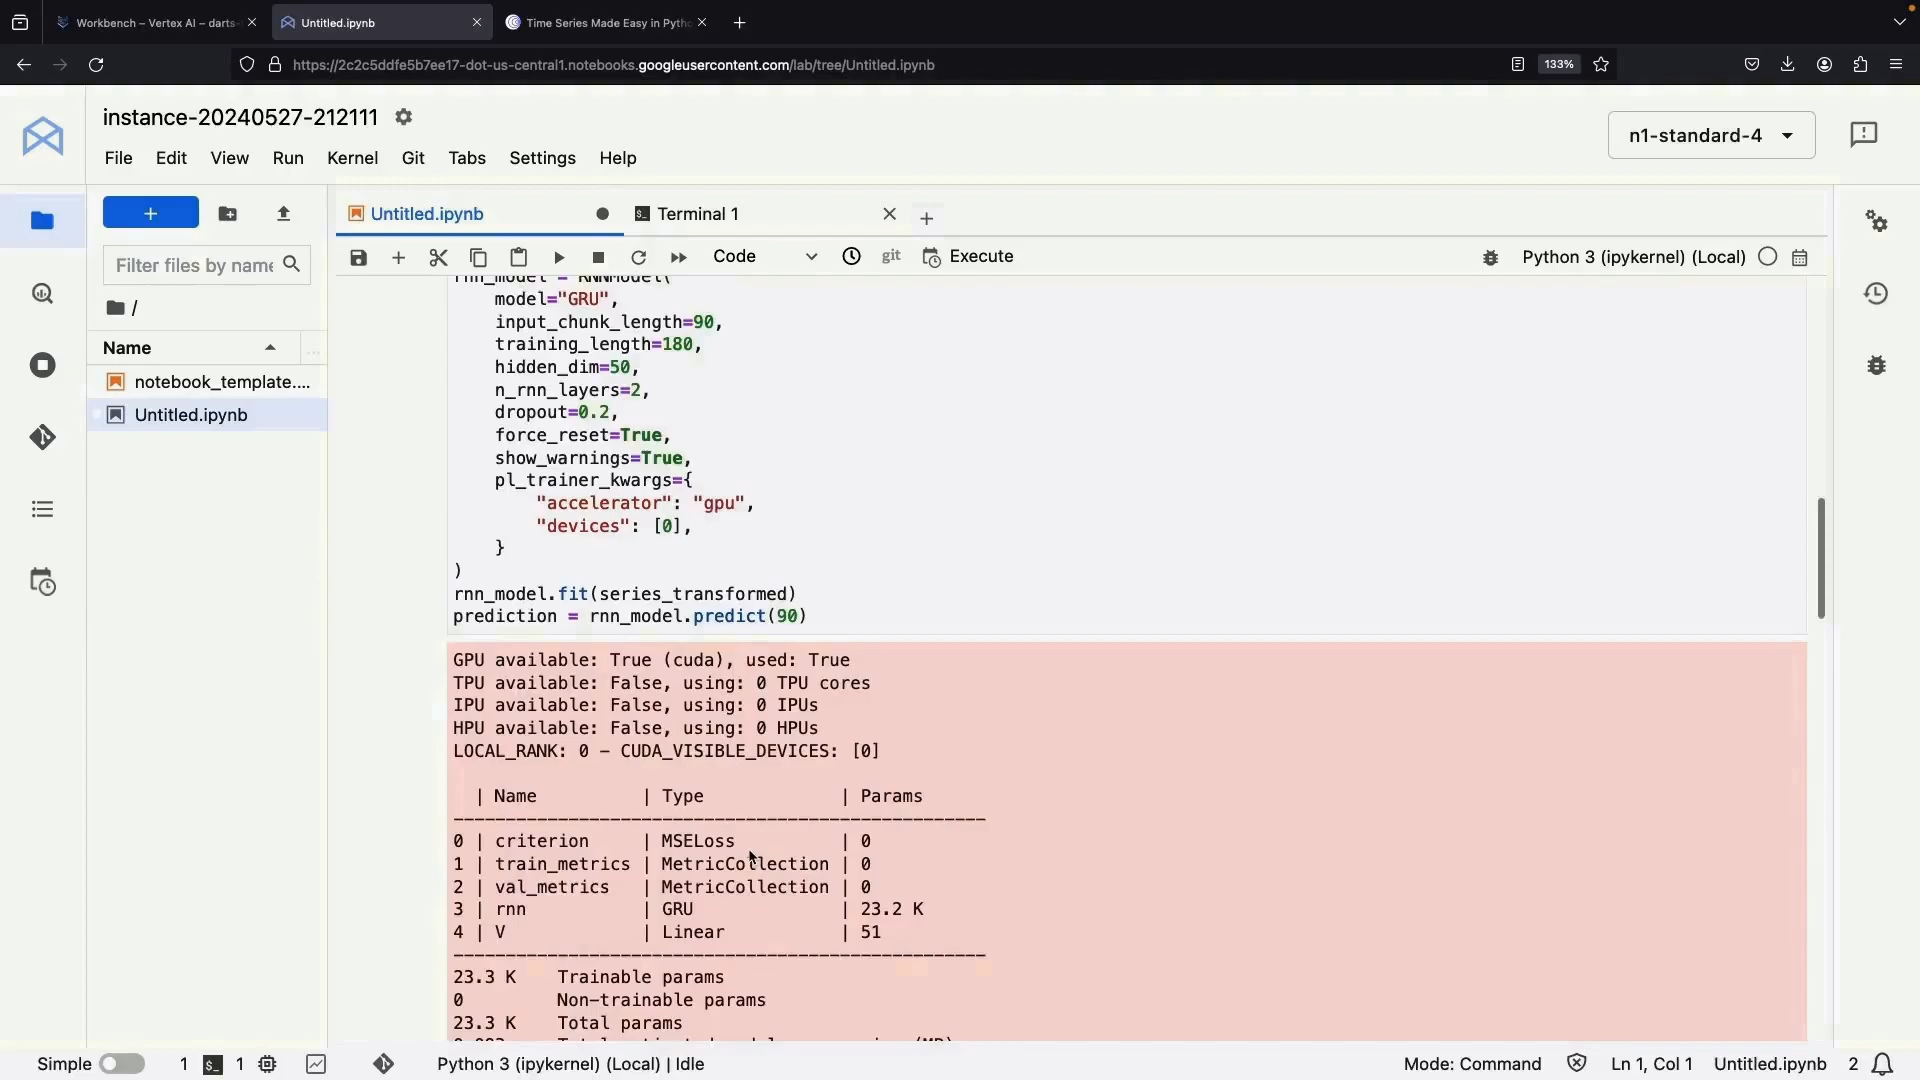 Workbench – Vertex AI – darts-
Untitled.ipynb
Time Series Made Easy in Pytho
https://2c2c5ddfe5b7ee17-dot-us-central1.notebooks.googleusercontent.com/lab/tree/Untitled.ipynb
133%
instance-20240527-212111
n1-standard-4
File Edit View Run Kernel Git Tabs Settings Help
Untitled.ipynb
Terminal 1
Filter files by name
Code
git
Execute
Python 3 (ipykernel) (Local)
/
Name
...
notebook_template....
Untitled.ipynb
rnn_model = RNNModel(
model="GRU",
input_chunk_length=90,
training_length=180,
hidden_dim=50,
n_rnn_layers=2,
dropout=0.2,
force_reset=True,
show_warnings=True,
pl_trainer_kwargs={
"accelerator": "gpu",
"devices": [0],
}
)
rnn_model.fit(series_transformed)
prediction = rnn_model.predict(90)
GPU available: True (cuda), used: True
TPU available: False, using: 0 TPU cores
IPU available: False, using: 0 IPUs
HPU available: False, using: 0 HPUs
LOCAL_RANK: 0 - CUDA_VISIBLE_DEVICES: [0]
| Name | Type | Params
0 | criterion | MSELoss | 0
1 | train_metrics | MetricCollection | 0
2 | val_metrics | MetricCollection | 0
3 | rnn | GRU | 23.2 K
4 | V | Linear | 51
23.3 K Trainable params
0 Non-trainable params
23.3 K Total params
Simple
1
1
Python 3 (ipykernel) (Local) | Idle
Mode: Command
Ln 1, Col 1
Untitled.ipynb
2